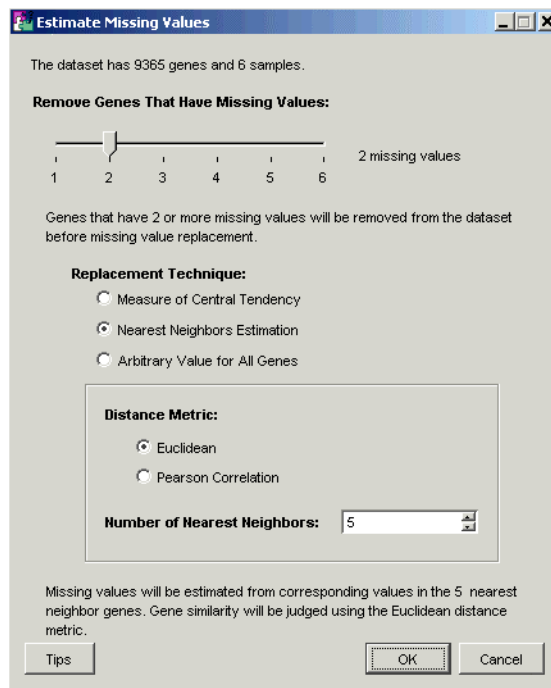 Estimate Missing Values
The dataset has 9365 genes and 6 samples.
Remove Genes That Have Missing Values:
1 2 3 4 5 6
2 missing values
Genes that have 2 or more missing values will be removed from the dataset
before missing value replacement.
Replacement Technique:
Measure of Central Tendency
Nearest Neighbors Estimation
Arbitrary Value for All Genes
Distance Metric:
Euclidean
Pearson Correlation
Number of Nearest Neighbors: 5
Missing values will be estimated from corresponding values in the 5 nearest
neighbor genes. Gene similarity will be judged using the Euclidean distance
metric.
Tips OK Cancel